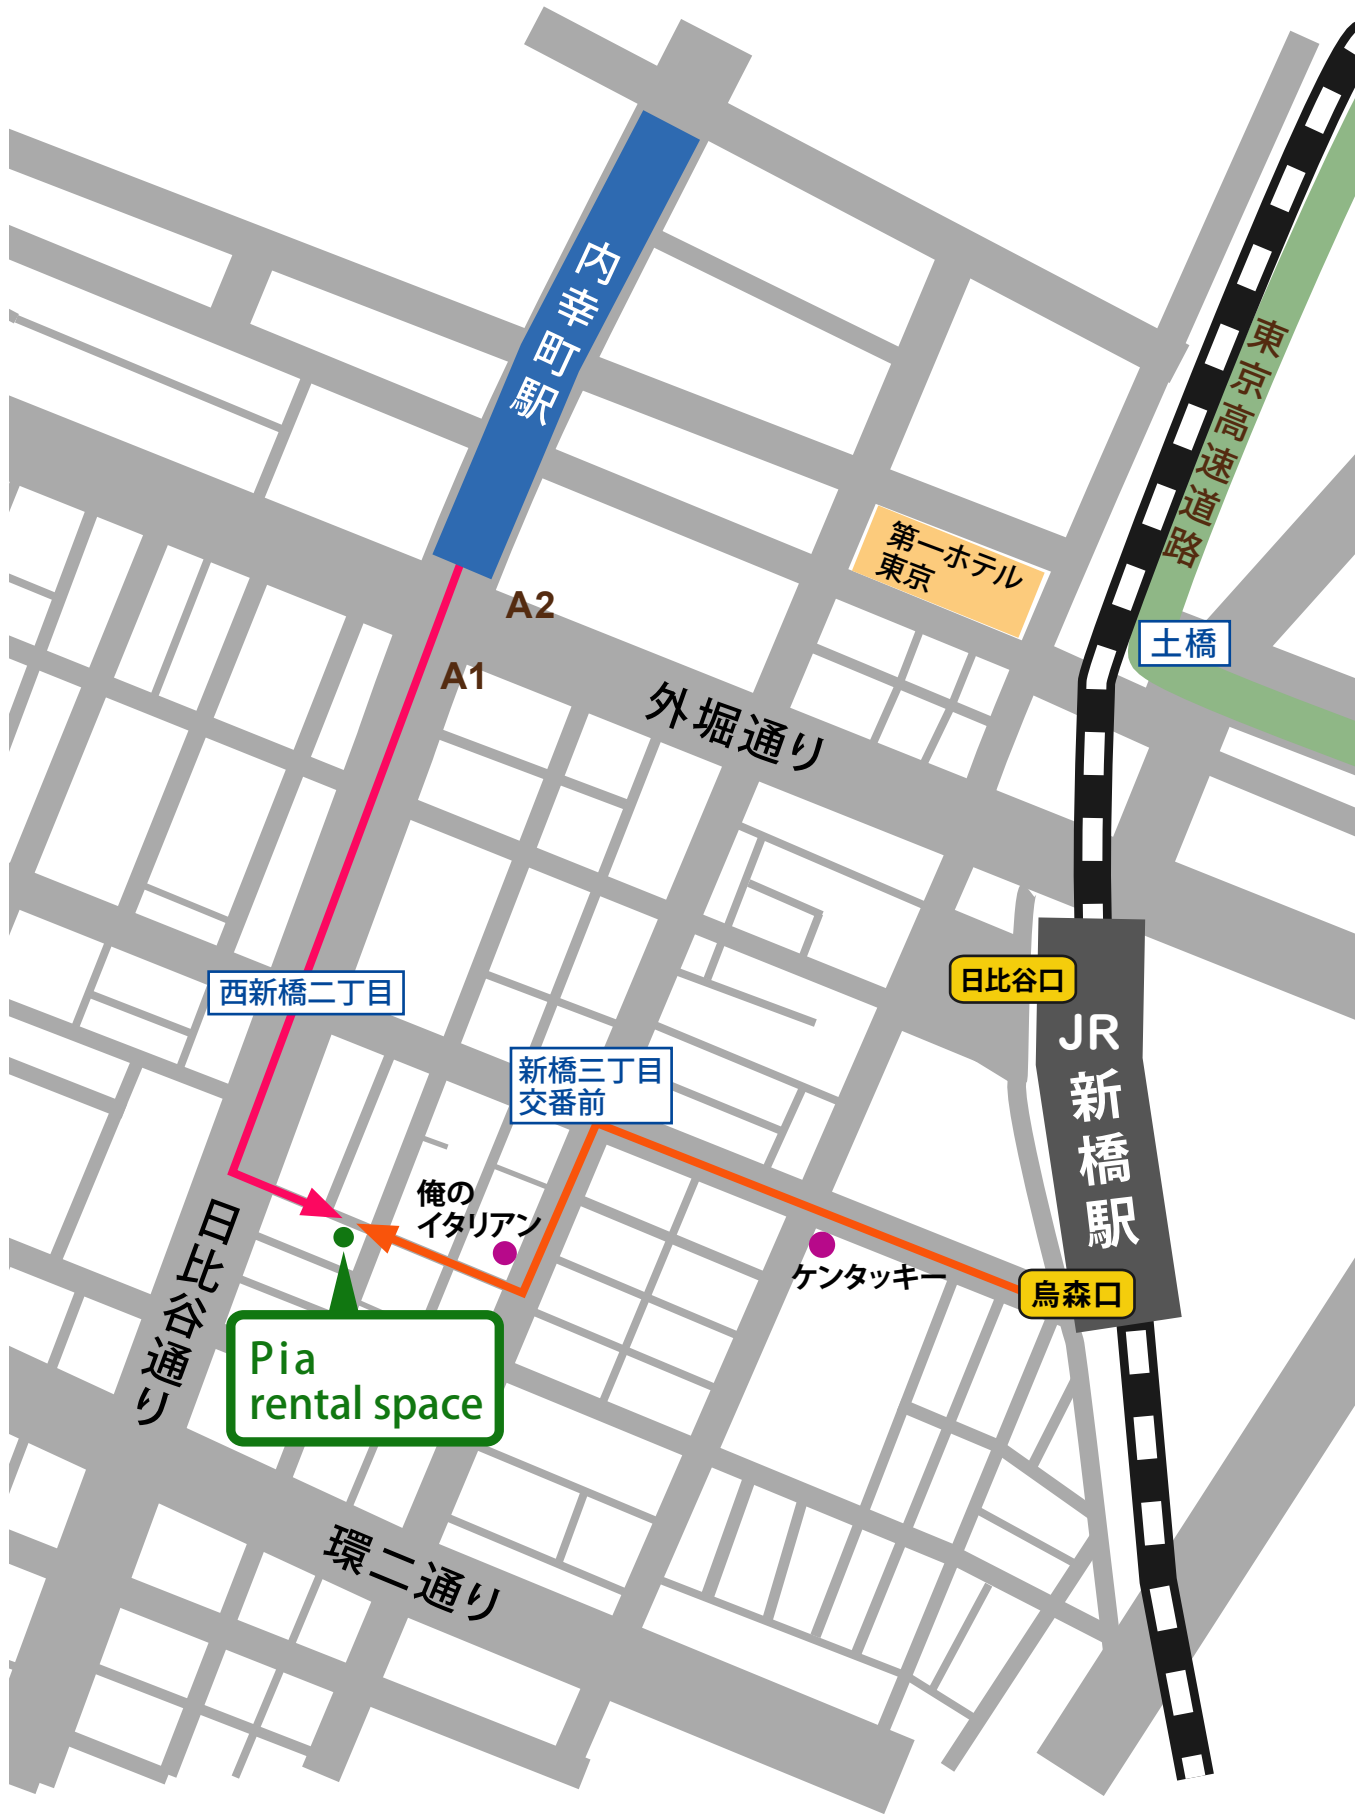 内幸町駅
東京高速道路
第一ホテル
東京
A2
土橋
A1
外堀通り
日比谷口
西新橋二丁目
JR
新橋駅
新橋三丁目
交番前
俺の
イタリアン
日比谷通り
ケンタッキー
烏森口
Pia
rental space
環二通り